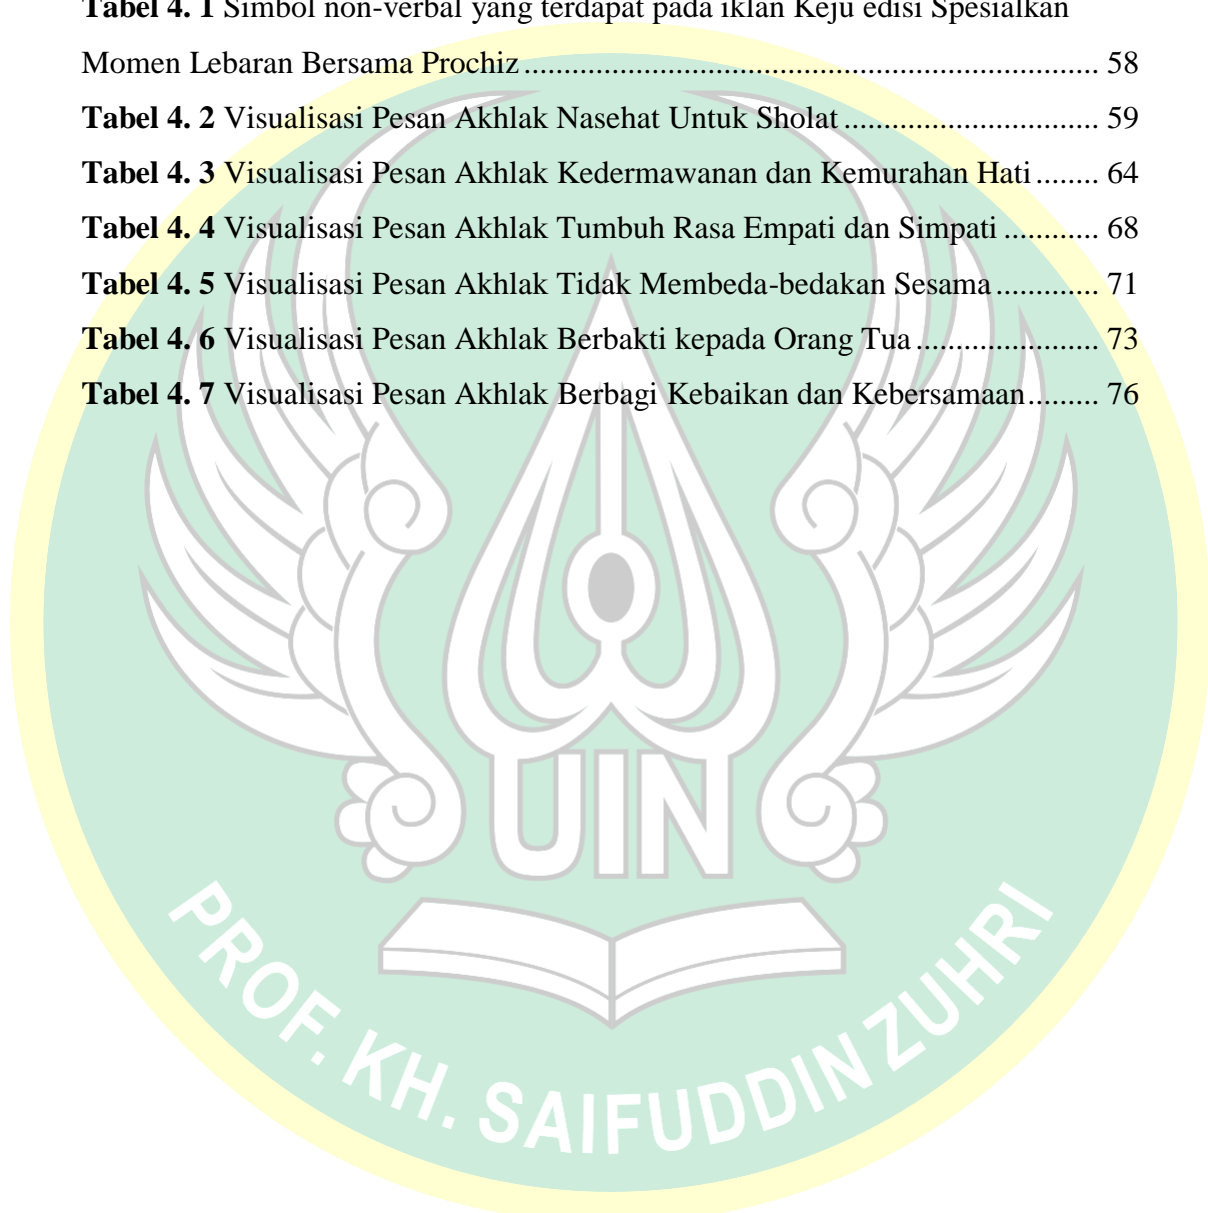 Tabel 4. 1 Simbol non-verbal yang terdapat pada iklan Keju edisi Spesialkan
Momen Lebaran Bersama Prochiz ........................................................................ 58
Tabel 4. 2 Visualisasi Pesan Akhlak Nasehat Untuk Sholat ................................ 59
Tabel 4. 3 Visualisasi Pesan Akhlak Kedermawanan dan Kemurahan Hati ........ 64
Tabel 4. 4 Visualisasi Pesan Akhlak Tumbuh Rasa Empati dan Simpati ............ 68
Tabel 4. 5 Visualisasi Pesan Akhlak Tidak Membeda-bedakan Sesama ............. 71
Tabel 4. 6 Visualisasi Pesan Akhlak Berbakti kepada Orang Tua ....................... 73
Tabel 4. 7 Visualisasi Pesan Akhlak Berbagi Kebaikan dan Kebersamaan ......... 76
UIN
PROF. KH. SAIFUDDIN ZUHRI